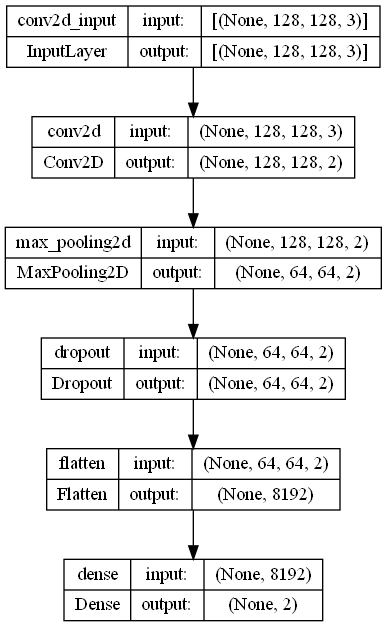 conv2d_input input: [(None, 128, 128, 3)]
InputLayer output: [(None, 128, 128, 3)]
conv2d input: (None, 128, 128, 3)
Conv2D output: (None, 128, 128, 2)
max_pooling2d input: (None, 128, 128, 2)
MaxPooling2D output: (None, 64, 64, 2)
dropout input: (None, 64, 64, 2)
Dropout output: (None, 64, 64, 2)
flatten input: (None, 64, 64, 2)
Flatten output: (None, 8192)
dense input: (None, 8192)
Dense output: (None, 2)